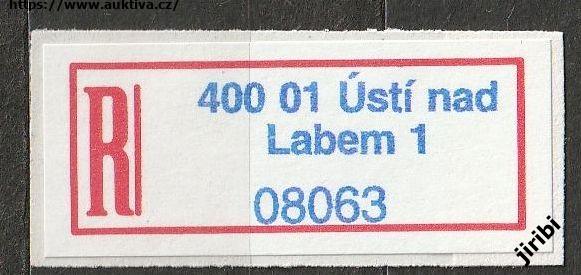 https://www.auktiva.cz/
R
400 01 Ústí nad
Labem 1
08063
jiribi